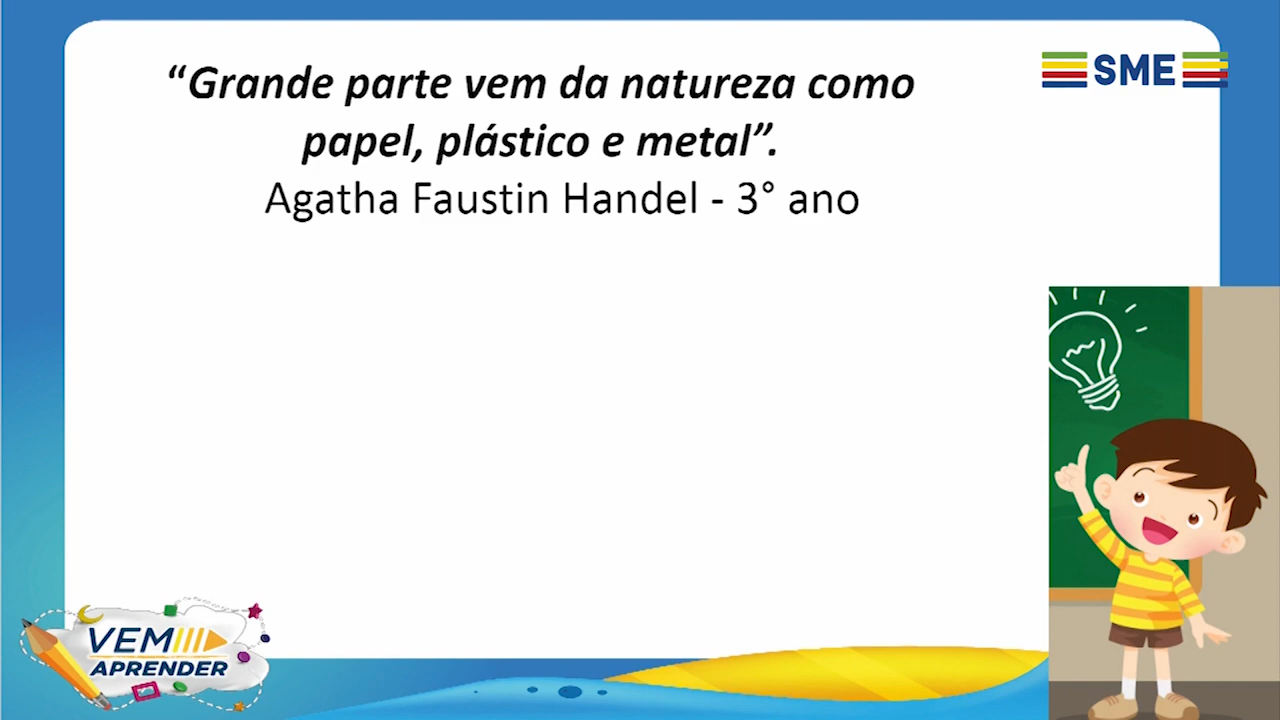 “Grande parte vem da natureza como
papel, plástico e metal”.
Agatha Faustin Handel - 3° ano
SME
VEM
APRENDER